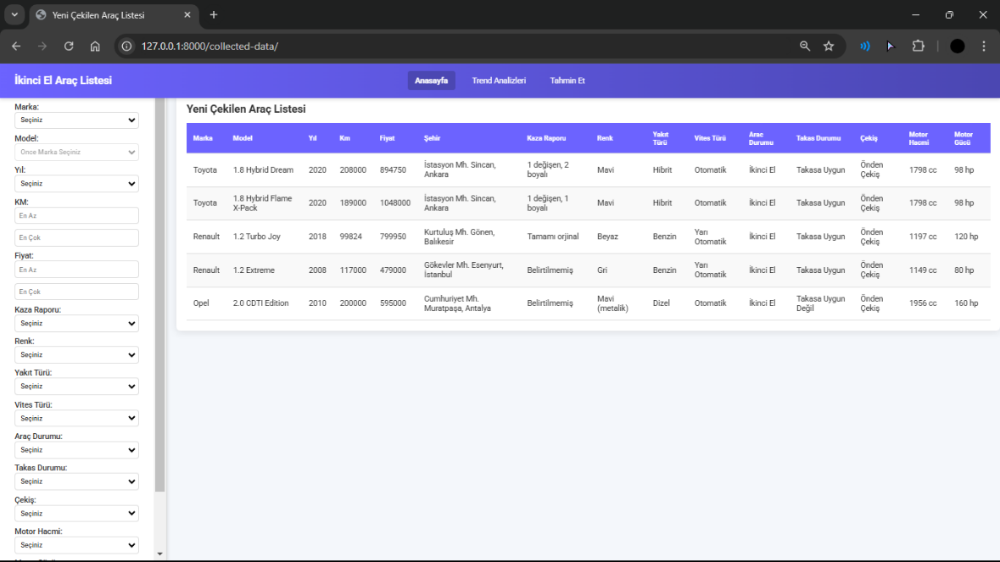 Yeni Çekilen Araç Listesi
127.0.0.1:8000/collected-data/
İkinci El Araç Listesi
Anasayfa Trend Analizleri Tahmin Et
Marka:
Seçiniz
Model:
Önce Marka Seçiniz
Yıl:
Seçiniz
KM:
En Az
En Çok
Fiyat:
En Az
En Çok
Kaza Raporu:
Seçiniz
Renk:
Seçiniz
Yakıt Türü:
Seçiniz
Vites Türü:
Seçiniz
Araç Durumu:
Seçiniz
Takas Durumu:
Seçiniz
Çekiş:
Seçiniz
Motor Hacmi:
Seçiniz
Yeni Çekilen Araç Listesi
Marka Model Yıl Km Fiyat Şehir Kaza Raporu Renk Yakıt Türü Vites Türü Arac Durumu Takas Durumu Çekiş Motor Hacmi Motor Gücü
Toyota 1.8 Hybrid Dream 2020 208000 894750 İstasyon Mh. Sincan, Ankara 1 değişen, 2 boyalı Mavi Hibrit Otomatik İkinci El Takasa Uygun Önden Çekiş 1798 cc 98 hp
Toyota 1.8 Hybrid Flame X-Pack 2020 189000 1048000 İstasyon Mh. Sincan, Ankara 1 değişen, 1 boyalı Mavi Hibrit Otomatik İkinci El Takasa Uygun Önden Çekiş 1798 cc 98 hp
Renault 1.2 Turbo Joy 2018 99824 799950 Kurtuluş Mh. Gönen, Balıkesir Tamamı orjinal Beyaz Benzin Yarı Otomatik İkinci El Takasa Uygun Önden Çekiş 1197 cc 120 hp
Renault 1.2 Extreme 2008 117000 479000 Gökevler Mh. Esenyurt, İstanbul Belirtilmemiş Gri Benzin Yarı Otomatik İkinci El Takasa Uygun Önden Çekiş 1149 cc 80 hp
Opel 2.0 CDTI Edition 2010 200000 595000 Cumhuriyet Mh. Muratpaşa, Antalya Belirtilmemiş Mavi (metalik) Dizel Otomatik İkinci El Takasa Uygun Değil Önden Çekiş 1956 cc 160 hp